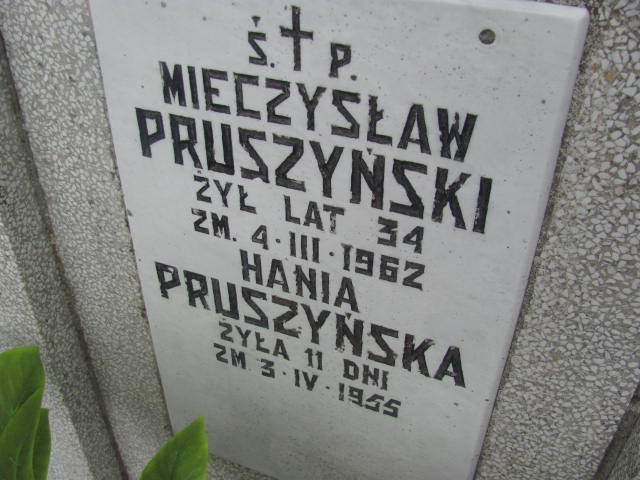 Ś. P.
MIECZYSŁAW
PRUSZYŃSKI
ŻYŁ LAT 34
ZM. 4·III·1962
HANIA
PRUSZYŃSKA
ŻYŁA 11 DNI
ZM 3·IV·1955